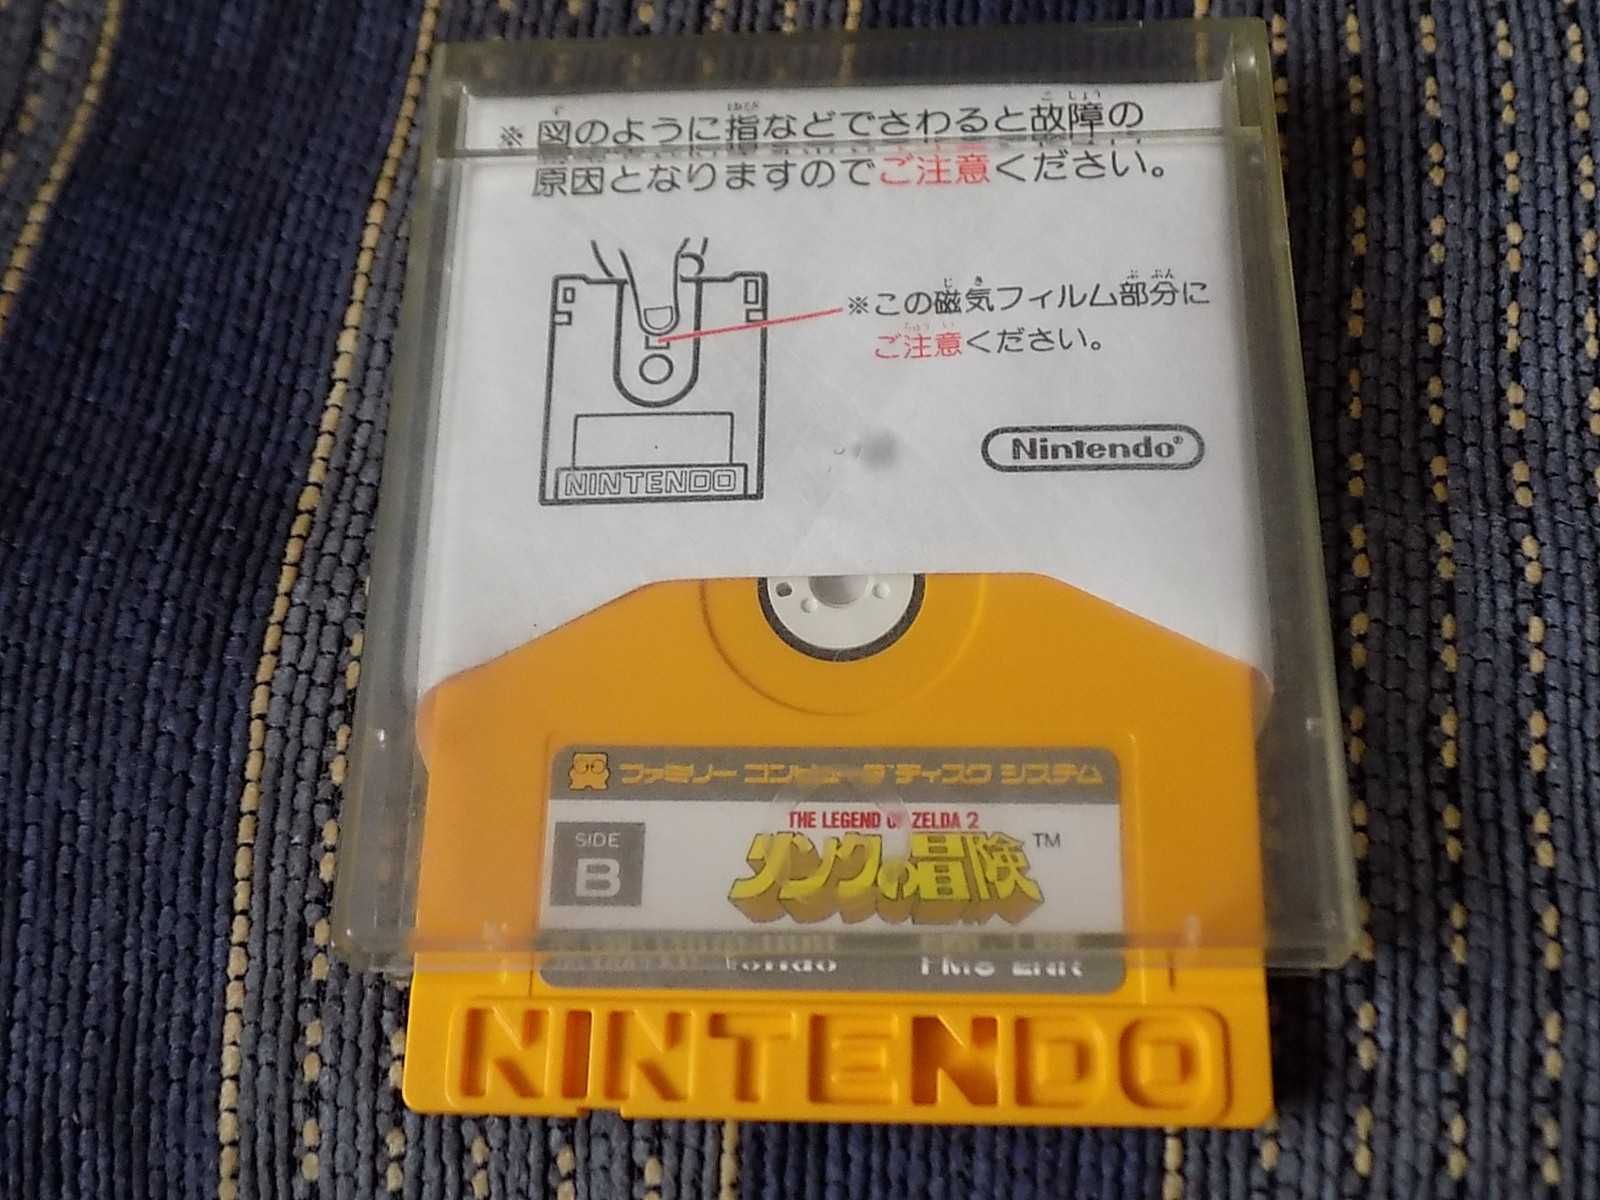 ※図のように指などでさわると故障の
原因となりますのでご注意ください。
※この磁気フィルム部分に
ご注意ください。
Nintendo®
NINTENDO
ファミリー コンピュータ ディスク システム
SIDE
B
THE LEGEND OF ZELDA 2
リンクの冒険™
NINTENDO